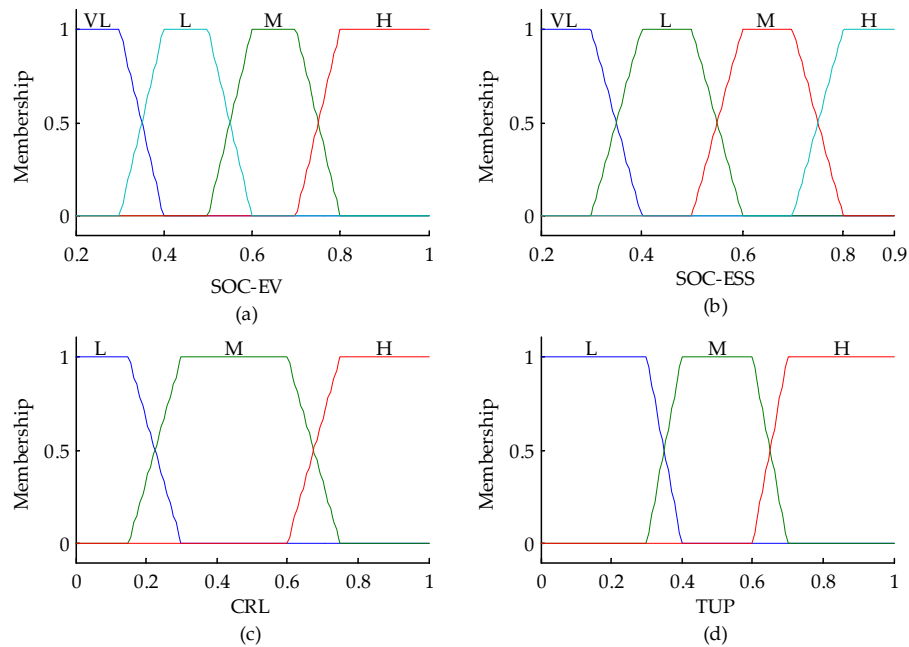 VL L M H
1
0.5
0
Membership
0.2 0.4 0.6 0.8 1
SOC-EV
(a)
VL L M H
1
0.5
0
Membership
0.2 0.4 0.6 0.8 0.9
SOC-ESS
(b)
L M H
1
0.5
0
Membership
0 0.2 0.4 0.6 0.8 1
CRL
(c)
L M H
1
0.5
0
Membership
0 0.2 0.4 0.6 0.8 1
TUP
(d)